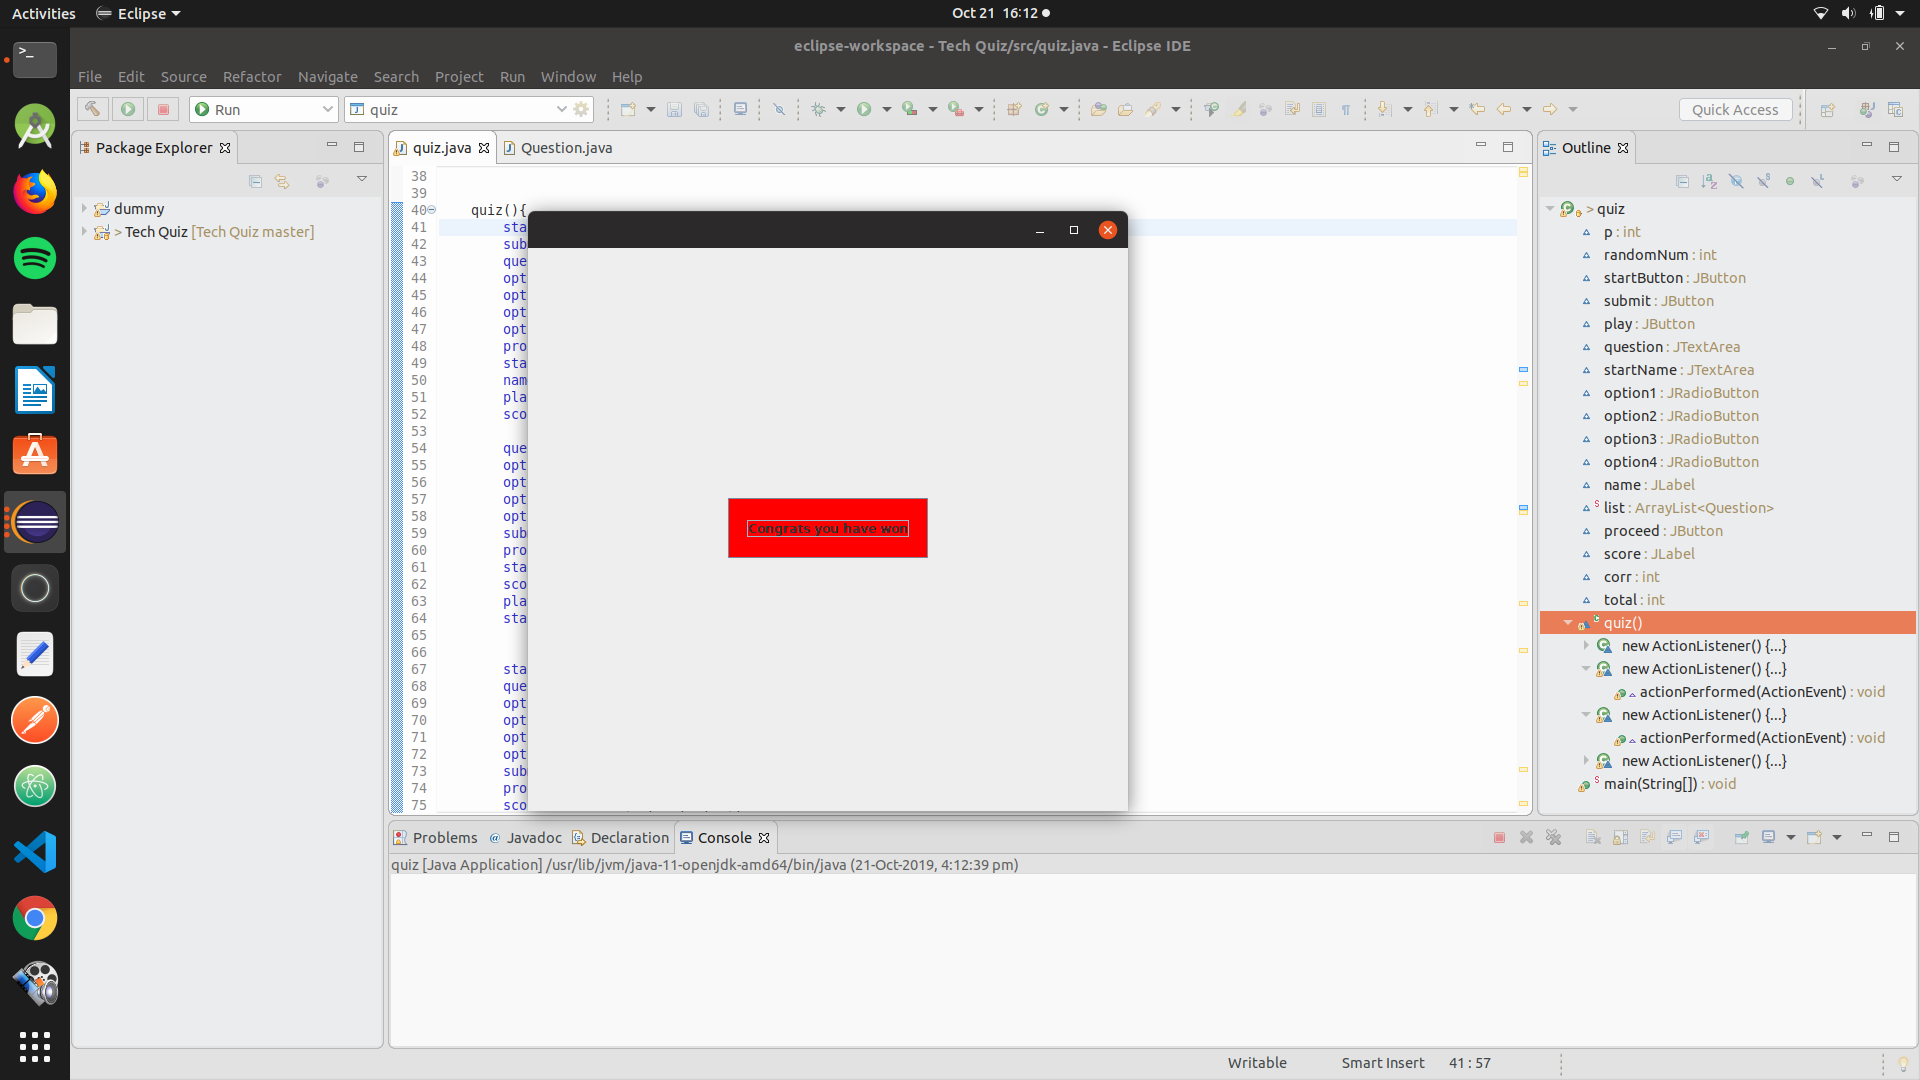 Activities
Eclipse
Oct 21 16:12
eclipse-workspace - Tech Quiz/src/quiz.java - Eclipse IDE
File Edit Source Refactor Navigate Search Project Run Window Help
Run
quiz
Quick Access
Package Explorer
dummy
> Tech Quiz [Tech Quiz master]
quiz.java
Question.java
38
39
40 quiz(){
41 sta
42 sub
43 que
44 opt
45 opt
46 opt
47 opt
48 pro
49 sta
50 nam
51 pla
52 sco
53
54 que
55 opt
56 opt
57 opt
58 opt
59 sub
60 pro
61 sta
62 sco
63 pla
64 sta
65
66
67 sta
68 que
69 opt
70 opt
71 opt
72 opt
73 sub
74 pro
75 sco
Congrats you have won
Outline
> quiz
p : int
randomNum : int
startButton : JButton
submit : JButton
play : JButton
question : JTextArea
startName : JTextArea
option1 : JRadioButton
option2 : JRadioButton
option3 : JRadioButton
option4 : JRadioButton
name : JLabel
list : ArrayList<Question>
proceed : JButton
score : JLabel
corr : int
total : int
quiz()
new ActionListener() {...}
new ActionListener() {...}
actionPerformed(ActionEvent) : void
new ActionListener() {...}
actionPerformed(ActionEvent) : void
new ActionListener() {...}
main(String[]) : void
Problems
Javadoc
Declaration
Console
quiz [Java Application] /usr/lib/jvm/java-11-openjdk-amd64/bin/java (21-Oct-2019, 4:12:39 pm)
Writable
Smart Insert
41 : 57